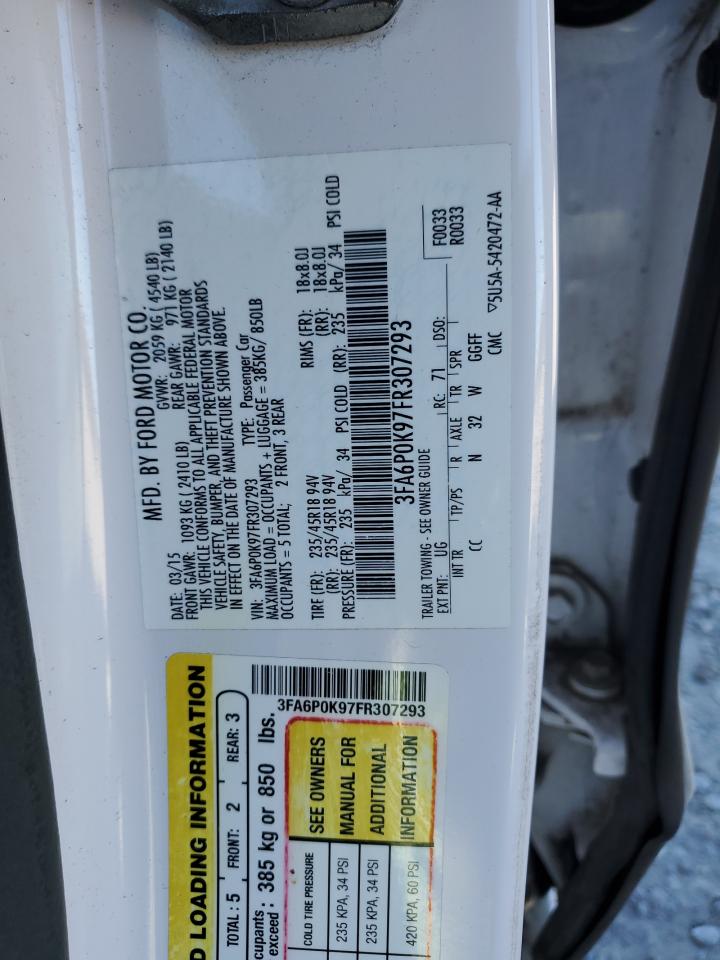 MFD. BY FORD MOTOR CO.
DATE: 03/15 GVWR: 2059 KG ( 4540 LB)
FRONT GAWR: 1093 KG ( 2410 LB) REAR GAWR: 971 KG ( 2140 LB)
THIS VEHICLE CONFORMS TO ALL APPLICABLE FEDERAL MOTOR
VEHICLE SAFETY, BUMPER, AND THEFT PREVENTION STANDARDS
IN EFFECT ON THE DATE OF MANUFACTURE SHOWN ABOVE.
VIN: 3FA6P0K97FR307293 TYPE: Passenger Car
MAXIMUM LOAD = OCCUPANTS + LUGGAGE = 385KG/ 850LB
OCCUPANTS = 5 TOTAL; 2 FRONT, 3 REAR
TIRE (FR): 235/45R18 94V RIMS (FR): 18x8.0J
(RR): 235/45R18 94V (RR): 18x8.0J
PRESSURE (FR): 235 kPa/ 34 PSI COLD (RR): 235 kPa/ 34 PSI COLD
3FA6P0K97FR307293
TRAILER TOWING - SEE OWNER GUIDE
EXT PNT: UG RC: 71 DSO: F0033
R0033
INT TR TP/PS R AXLE TR SPR
CC N 32 W GGFF
CMC ▽5U5A-5420472-AA
D LOADING INFORMATION
TOTAL: 5 FRONT: 2 REAR: 3
cupants
exceed : 385 kg or 850 lbs.
3FA6P0K97FR307293
COLD TIRE PRESSURE
235 KPA, 34 PSI
235 KPA, 34 PSI
420 KPA, 60 PSI
SEE OWNERS
MANUAL FOR
ADDITIONAL
INFORMATION